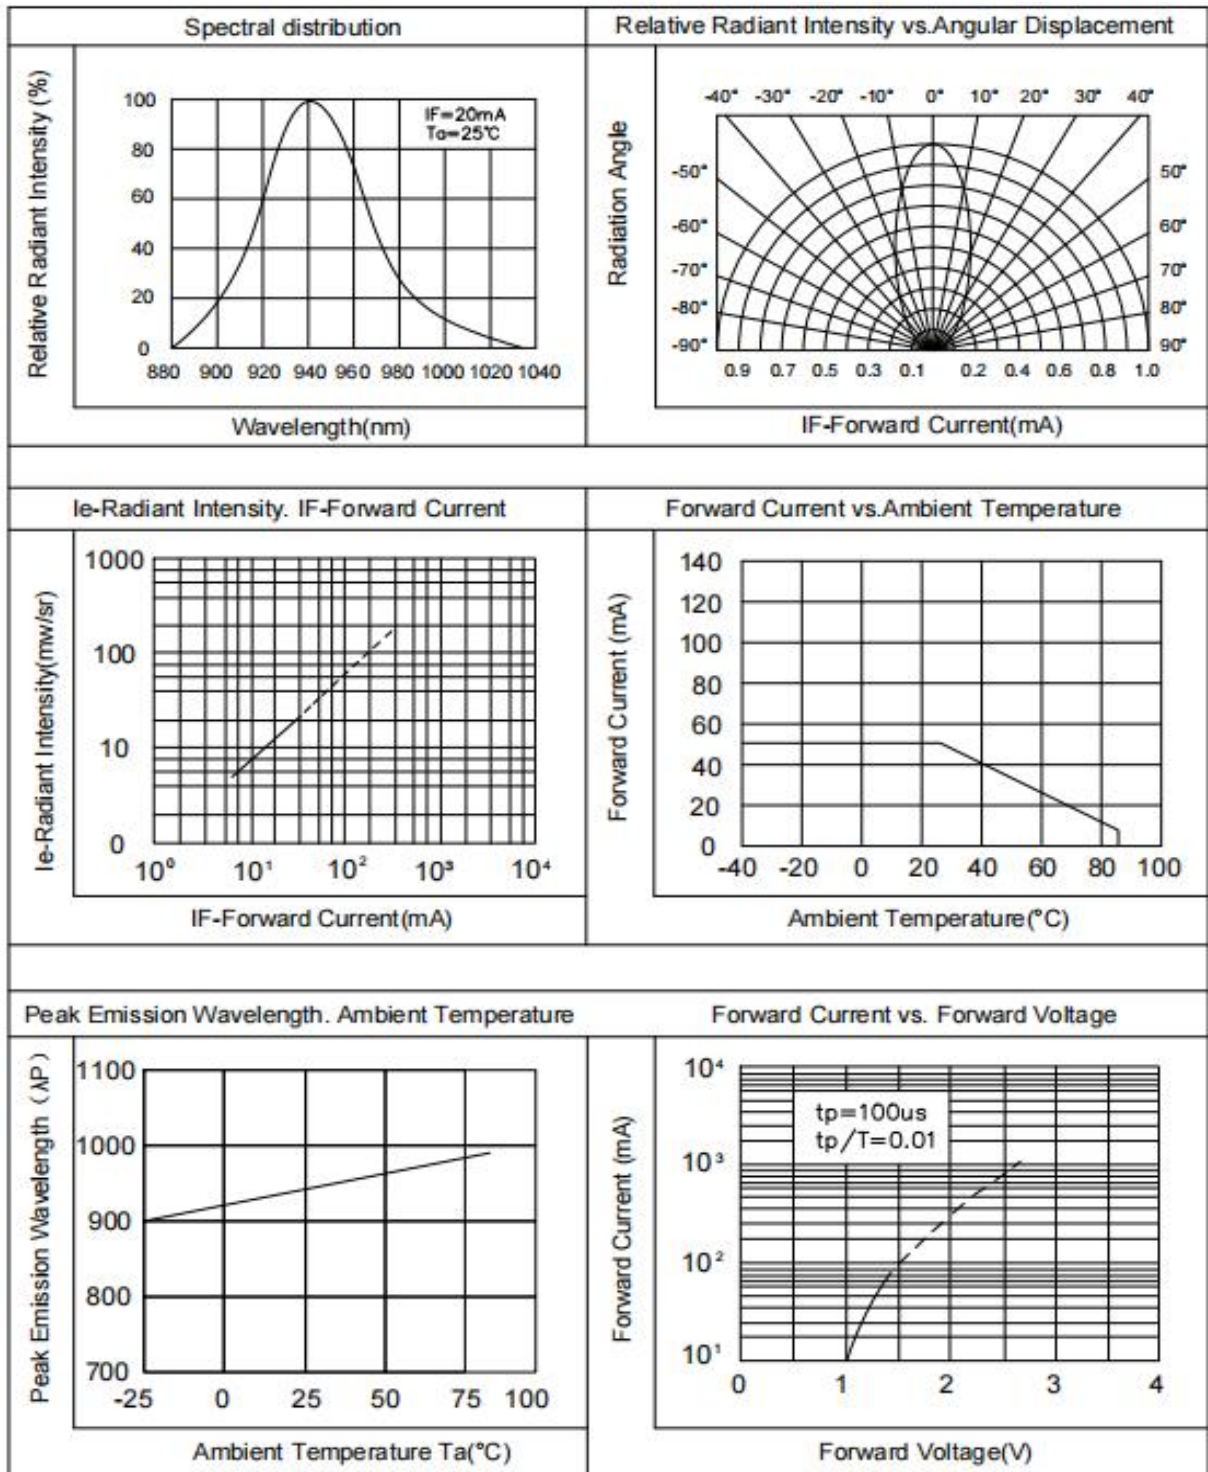 Spectral distribution
Relative Radiant Intensity vs.Angular Displacement
Relative Radiant Intensity (%)
100
80
60
40
20
0
IF=20mA
Ta=25℃
880 900 920 940 960 980 1000 1020 1040
Wavelength(nm)
Radiation Angle
-40° -30° -20° -10° 0° 10° 20° 30° 40°
-50° 50°
-60° 60°
-70° 70°
-80° 80°
-90° 90°
0.9 0.7 0.5 0.3 0.1 0.2 0.4 0.6 0.8 1.0
IF-Forward Current(mA)
Ie-Radiant Intensity. IF-Forward Current
Forward Current vs.Ambient Temperature
Ie-Radiant Intensity(mw/sr)
1000
100
10
0
10⁰ 10¹ 10² 10³ 10⁴
IF-Forward Current(mA)
Forward Current (mA)
140
120
100
80
60
40
20
0
-40 -20 0 20 40 60 80 100
Ambient Temperature(°C)
Peak Emission Wavelength. Ambient Temperature
Forward Current vs. Forward Voltage
Peak Emission Wavelength (λP)
1100
1000
900
800
700
-25 0 25 50 75 100
Ambient Temperature Ta(°C)
Forward Current (mA)
10⁴
10³
10²
10¹
tp=100us
tp/T=0.01
0 1 2 3 4
Forward Voltage(V)